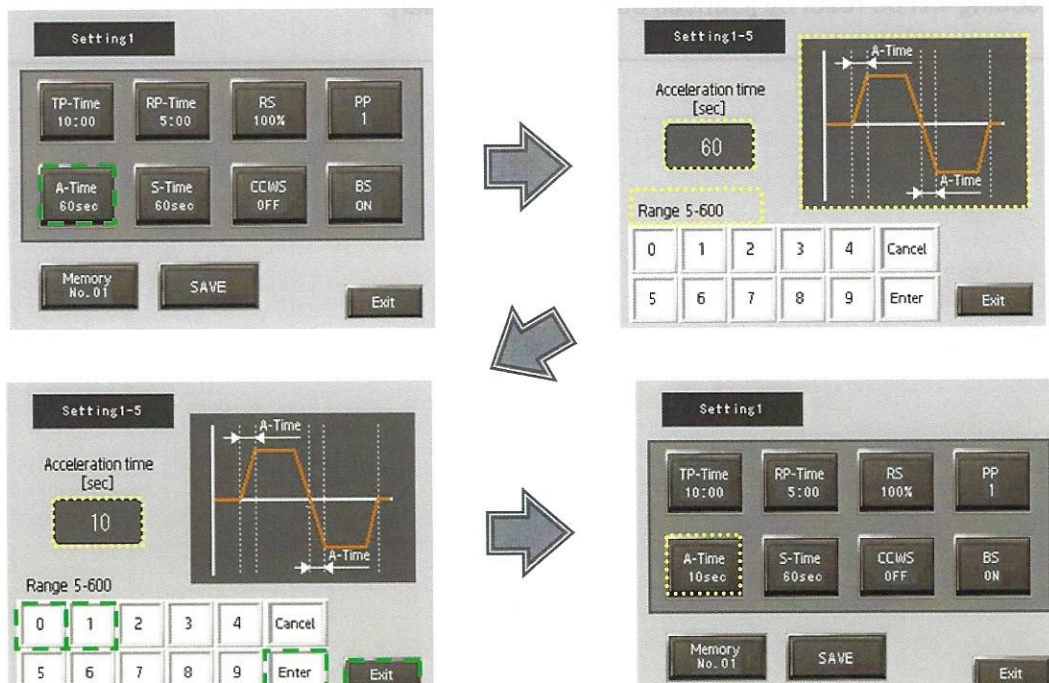 Setting1
TP-Time RP-Time RS PP
10:00 5:00 100% 1
A-Time S-Time CCWS BS
60sec 60sec OFF ON
Memory
No.01
SAVE
Exit
Setting1-5
Acceleration time
[sec]
60
A-Time
A-Time
Range 5-600
0 1 2 3 4 Cancel
5 6 7 8 9 Enter
Exit
Setting1-5
Acceleration time
[sec]
10
A-Time
A-Time
Range 5-600
0 1 2 3 4 Cancel
5 6 7 8 9 Enter
Exit
Setting1
TP-Time RP-Time RS PP
10:00 5:00 100% 1
A-Time S-Time CCWS BS
10sec 60sec OFF ON
Memory
No.01
SAVE
Exit